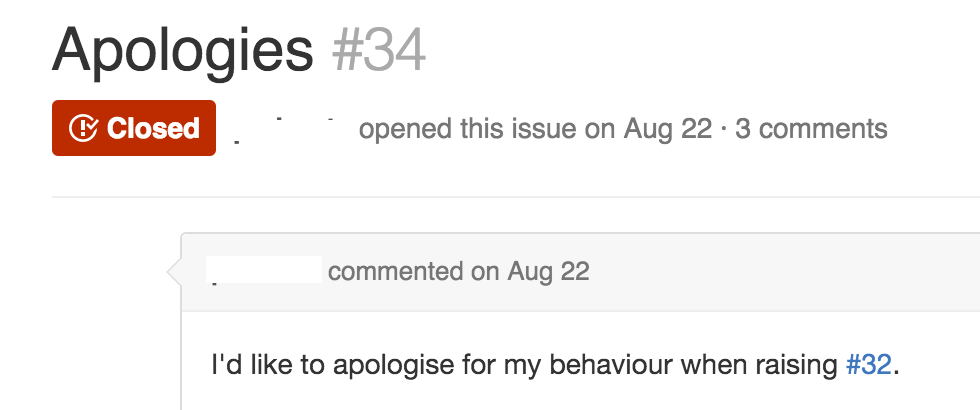 Apologies #34
Closed opened this issue on Aug 22 · 3 comments
commented on Aug 22
I'd like to apologise for my behaviour when raising #32.